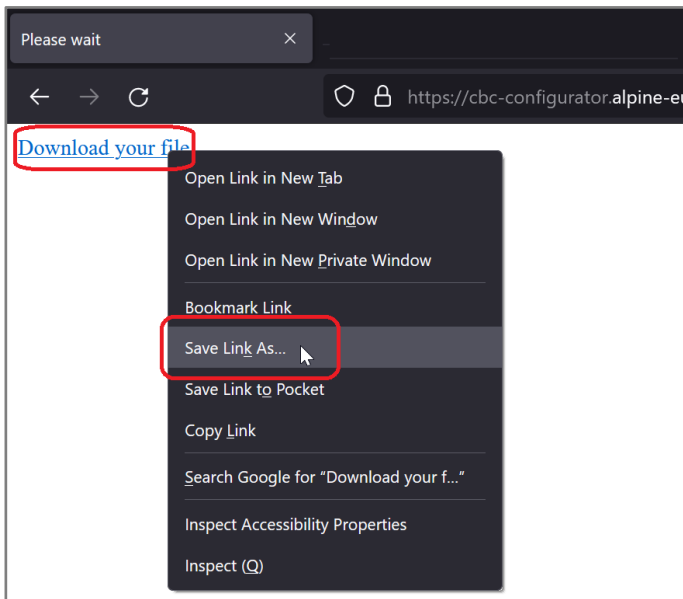 Please wait
https://cbc-configurator.alpine-eu
Download your file
Open Link in New Tab
Open Link in New Window
Open Link in New Private Window
Bookmark Link
Save Link As...
Save Link to Pocket
Copy Link
Search Google for “Download your f...”
Inspect Accessibility Properties
Inspect (Q)